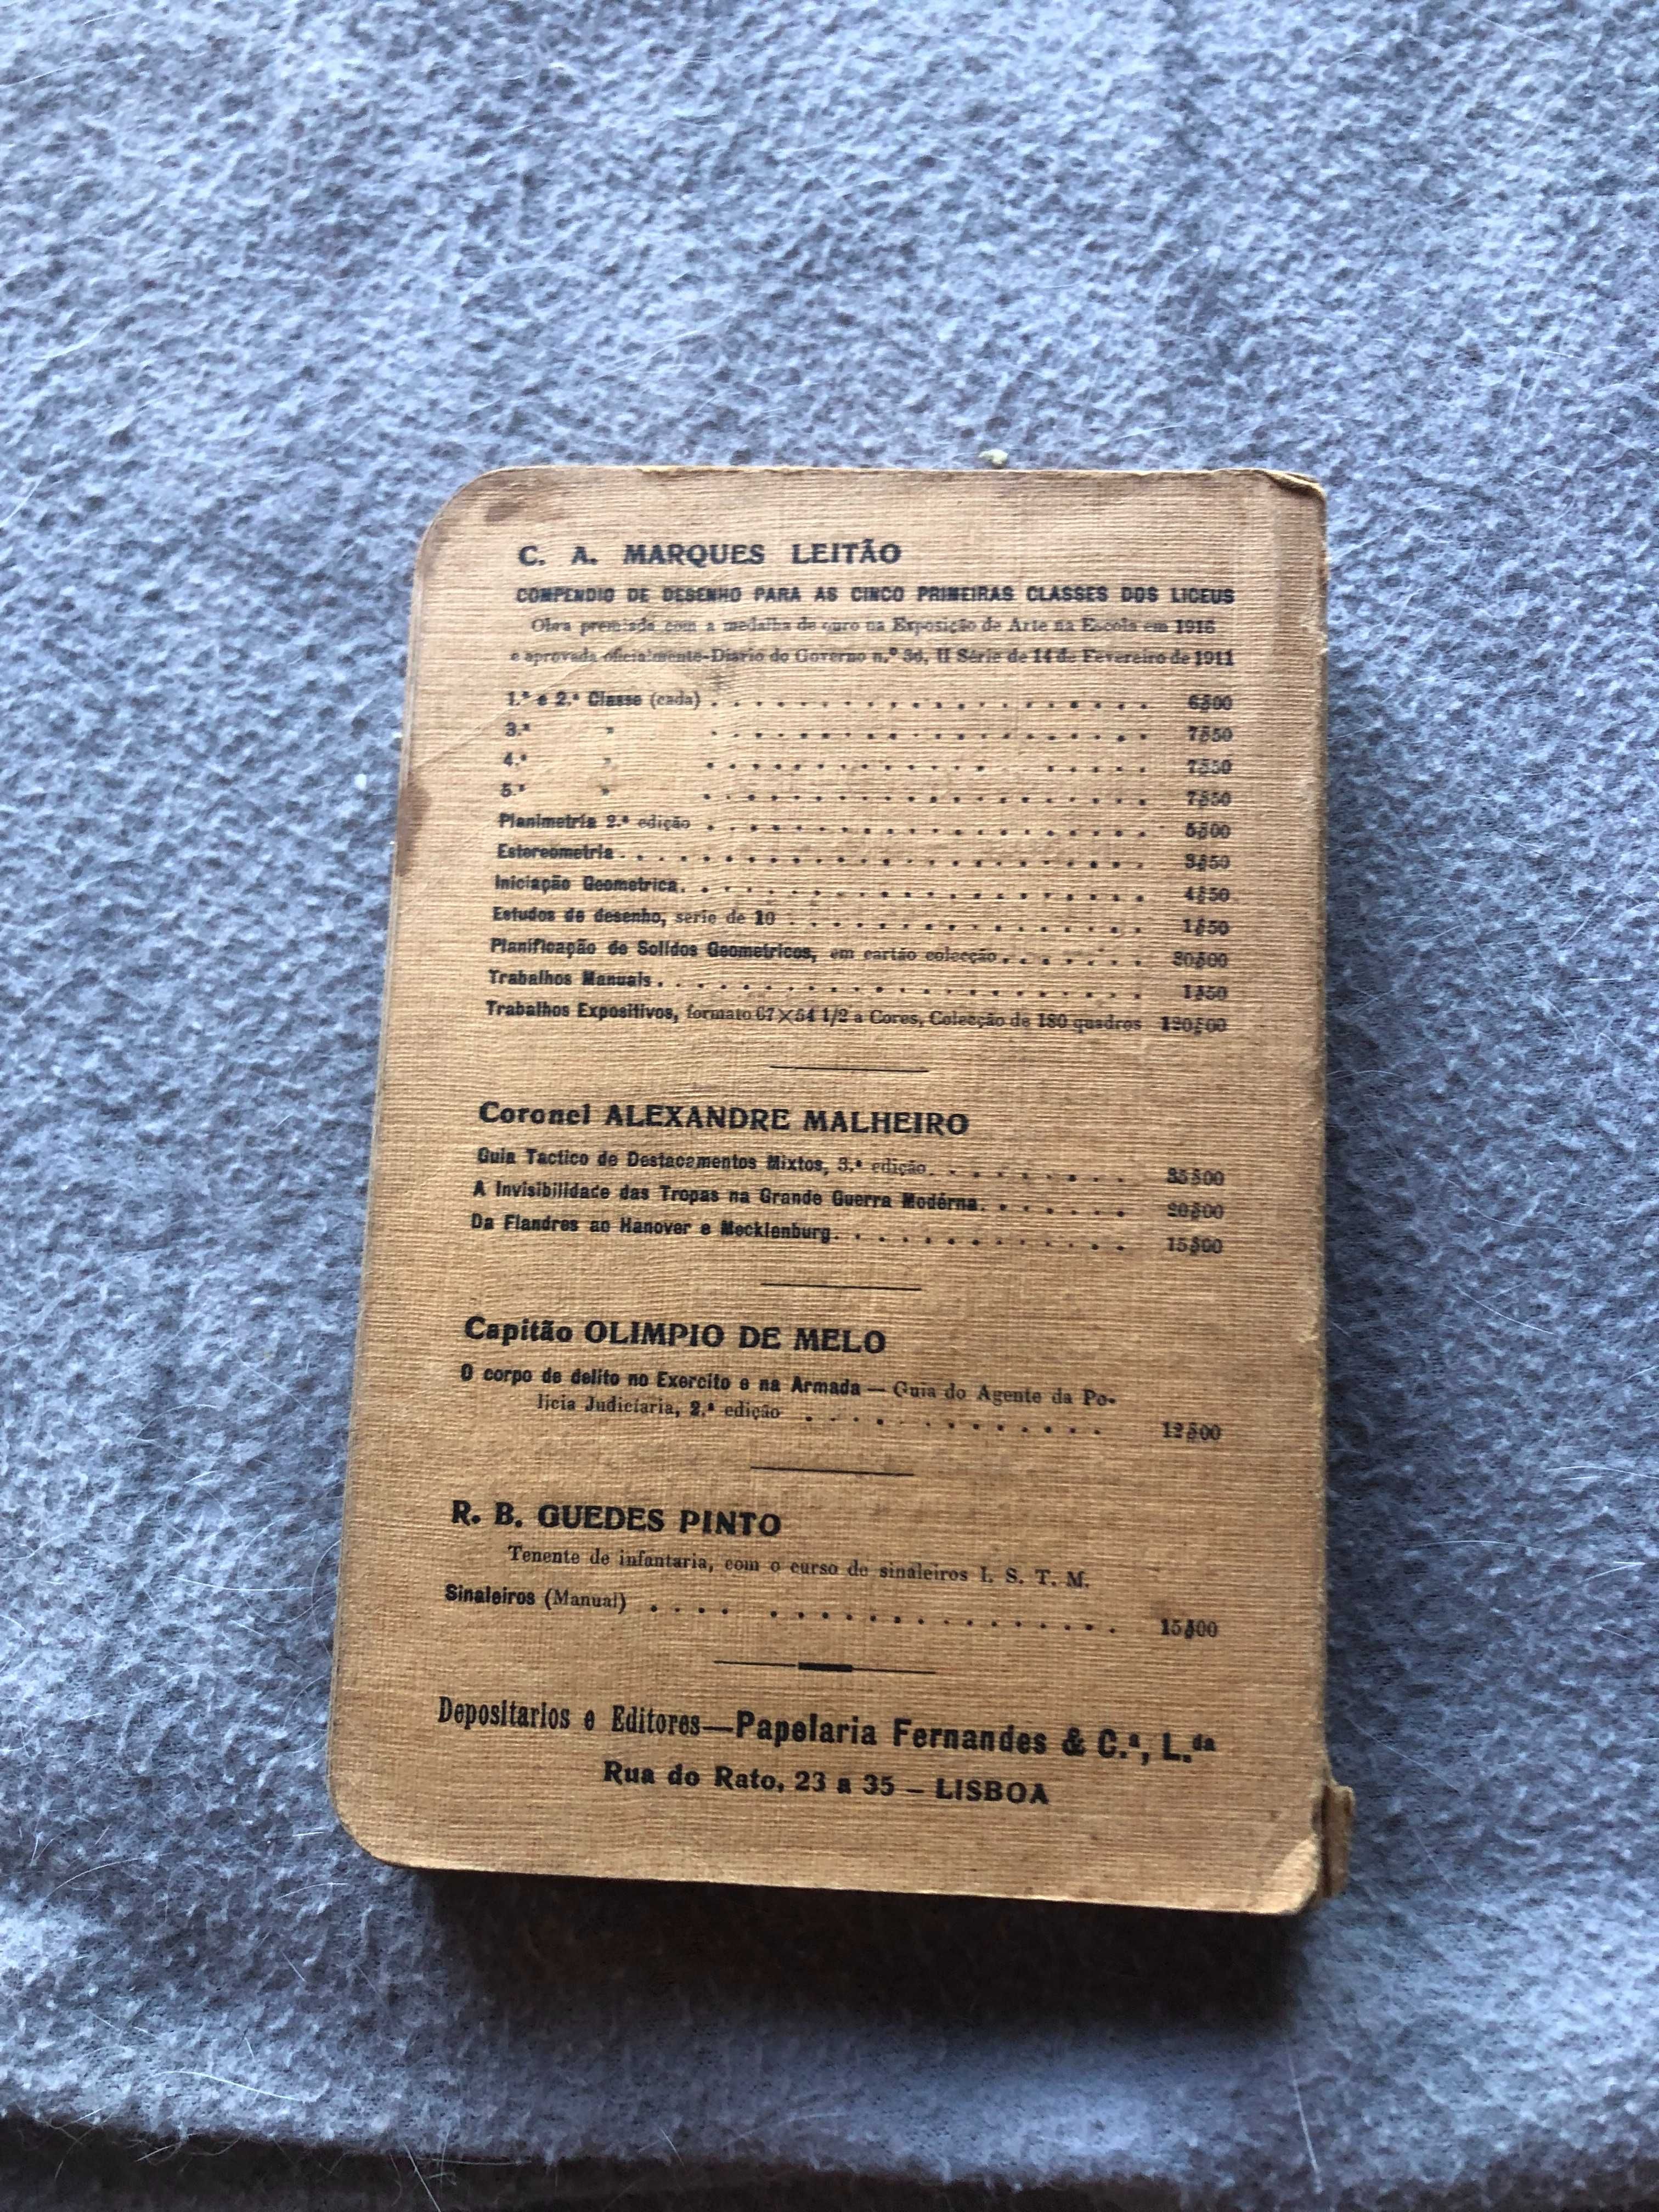 C. A. MARQUES LEITÃO
COMPENDIO DE DESENHO PARA AS CINCO PRIMEIRAS CLASSES DOS LICEUS
Obra premiada com a medalha de ouro na Exposição de Arte na Escola em 1916
e aprovada oficialmente-Diario do Governo n.º 36, II Série de 14 de Fevereiro de 1911
1.ª e 2.ª Classe (cada) . . . . . . . . . . . . . . . . . . 6$00
3.ª » . . . . . . . . . . . . . . . . . . 7$50
4.ª » . . . . . . . . . . . . . . . . . 7$50
5.ª » . . . . . . . . . . . . . . . . . . 7$50
Planimetria 2.ª edição . . . . . . . . . . . . . . . . . . 5$00
Estereometria . . . . . . . . . . . . . . . . . . . . . 3$50
Iniciação Geometrica. . . . . . . . . . . . . . . . . . . 4$50
Estudos de desenho, serie de 10 . . . . . . . . . . . . . . 1$50
Planificação de Solidos Geometricos, em cartão colecção . . . . . . . 30$00
Trabalhos Manuais . . . . . . . . . . . . . . . . . . . 1$50
Trabalhos Expositivos, formato 67×54 1/2 a Cores, Colecção de 180 quadros 120$00
Coronel ALEXANDRE MALHEIRO
Guia Tactico de Destacamentos Mixtos, 3.ª edição. . . . . . . . . 35$00
A Invisibilidade das Tropas na Grande Guerra Modérna. . . . . . . 20$00
Da Flandres ao Hanover e Mecklenburg. . . . . . . . . . . . . 15$00
Capitão OLIMPIO DE MELO
O corpo de delito no Exercito e na Armada — Guia do Agente da Po-
licia Judiciaria, 2.ª edição . . . . . . . . . . . . 12$00
R. B. GUEDES PINTO
Tenente de infantaria, com o curso de sinaleiros I. S. T. M.
Sinaleiros (Manual) . . . . . . . . . . . . . . . . . . 15$00
Depositarios e Editores—Papelaria Fernandes & C.ª, L.da
Rua do Rato, 23 a 35 — LISBOA